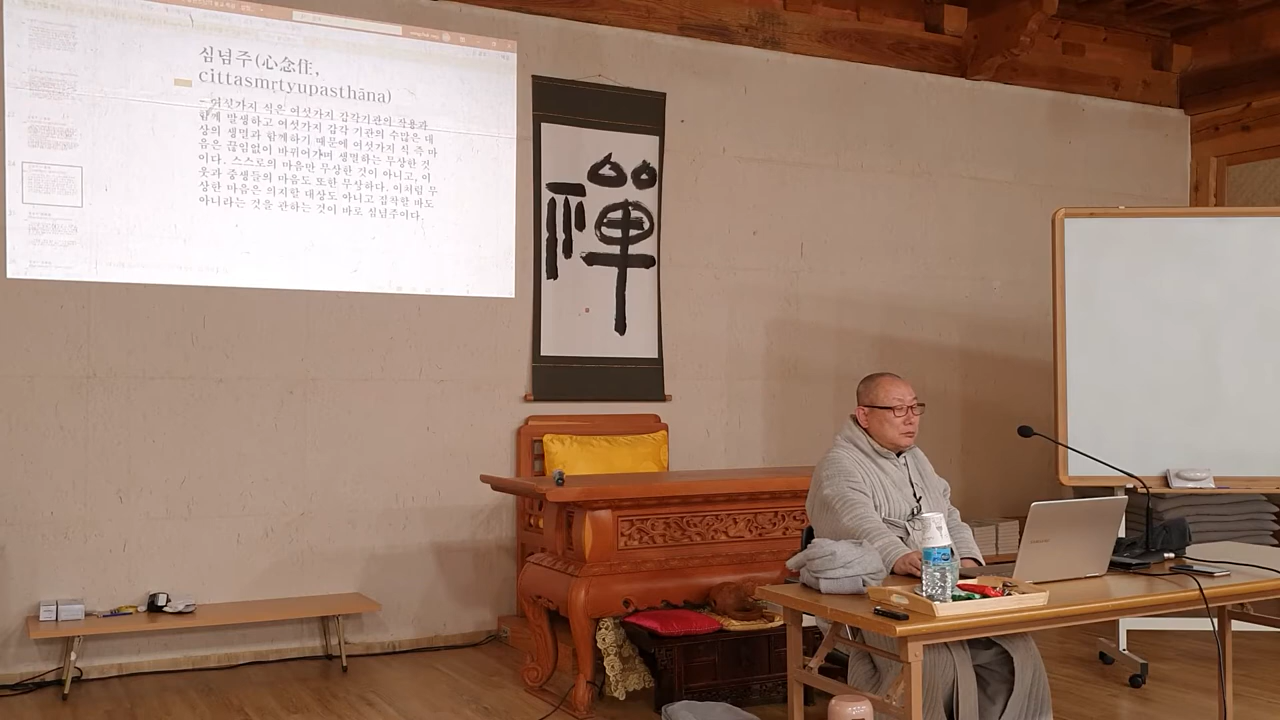 심념주(心念住,
cittasmṛtyupasthāna)
- 여섯가지 식은 여섯가지 감각기관의 작용과
함께 발생하고 여섯가지 감각 기관의 수많은 대
상의 생멸과 함께하기 때문에 여섯가지 식 즉 마
음은 끊임없이 바뀌어가며 생멸하는 무상한 것
이다. 스스로의 마음만 무상한 것이 아니고, 이
웃과 중생들의 마음도 또한 무상하다. 이처럼 무
상한 마음은 의지할 대상도 아니고 집착할 바도
아니라는 것을 관하는 것이 바로 심념주이다.
禪
SAMSUNG